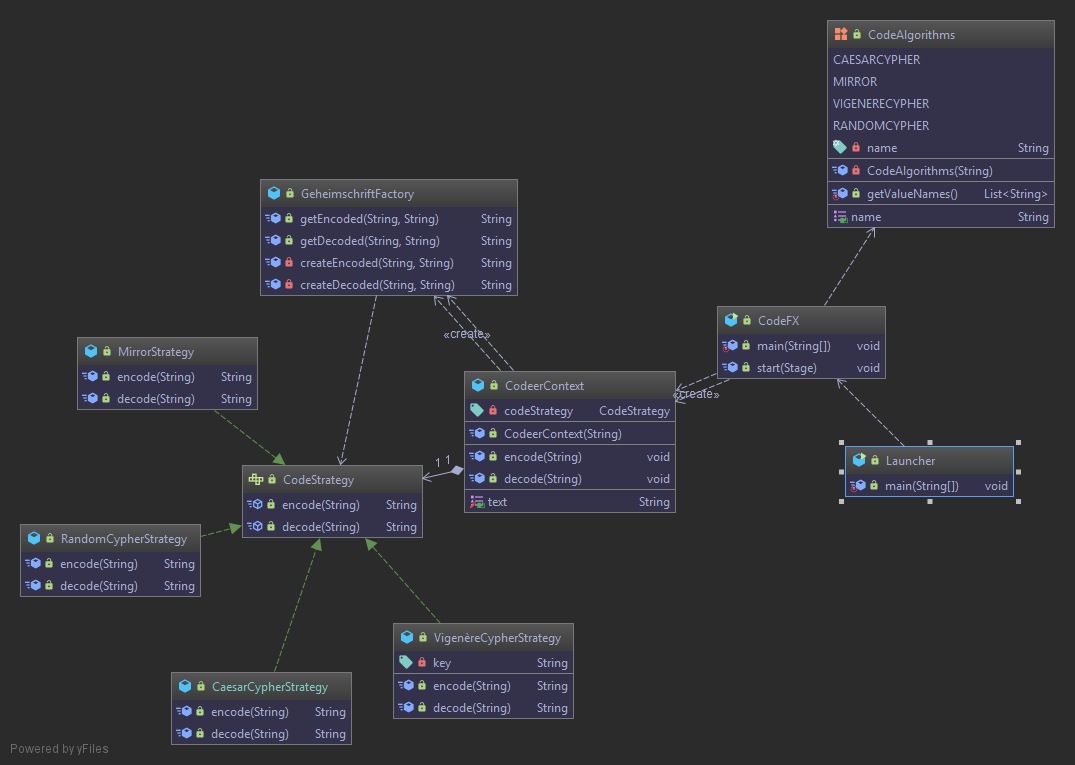 CodeAlgorithms
CAESARCYPHER
MIRROR
VIGENERECYPHER
RANDOMCYPHER
name String
CodeAlgorithms(String)
getValueNames() List<String>
name String
GeheimschriftFactory
getEncoded(String, String) String
getDecoded(String, String) String
createEncoded(String, String) String
createDecoded(String, String) String
«create»
CodeFX
main(String[]) void
start(Stage) void
MirrorStrategy
encode(String) String
decode(String) String
CodeerContext
codeStrategy CodeStrategy
CodeerContext(String)
encode(String) void
decode(String) void
text String
«create»
Launcher
main(String[]) void
1 1
CodeStrategy
encode(String) String
decode(String) String
RandomCypherStrategy
encode(String) String
decode(String) String
VigenèreCypherStrategy
key String
encode(String) String
decode(String) String
CaesarCypherStrategy
encode(String) String
decode(String) String
Powered by yFiles